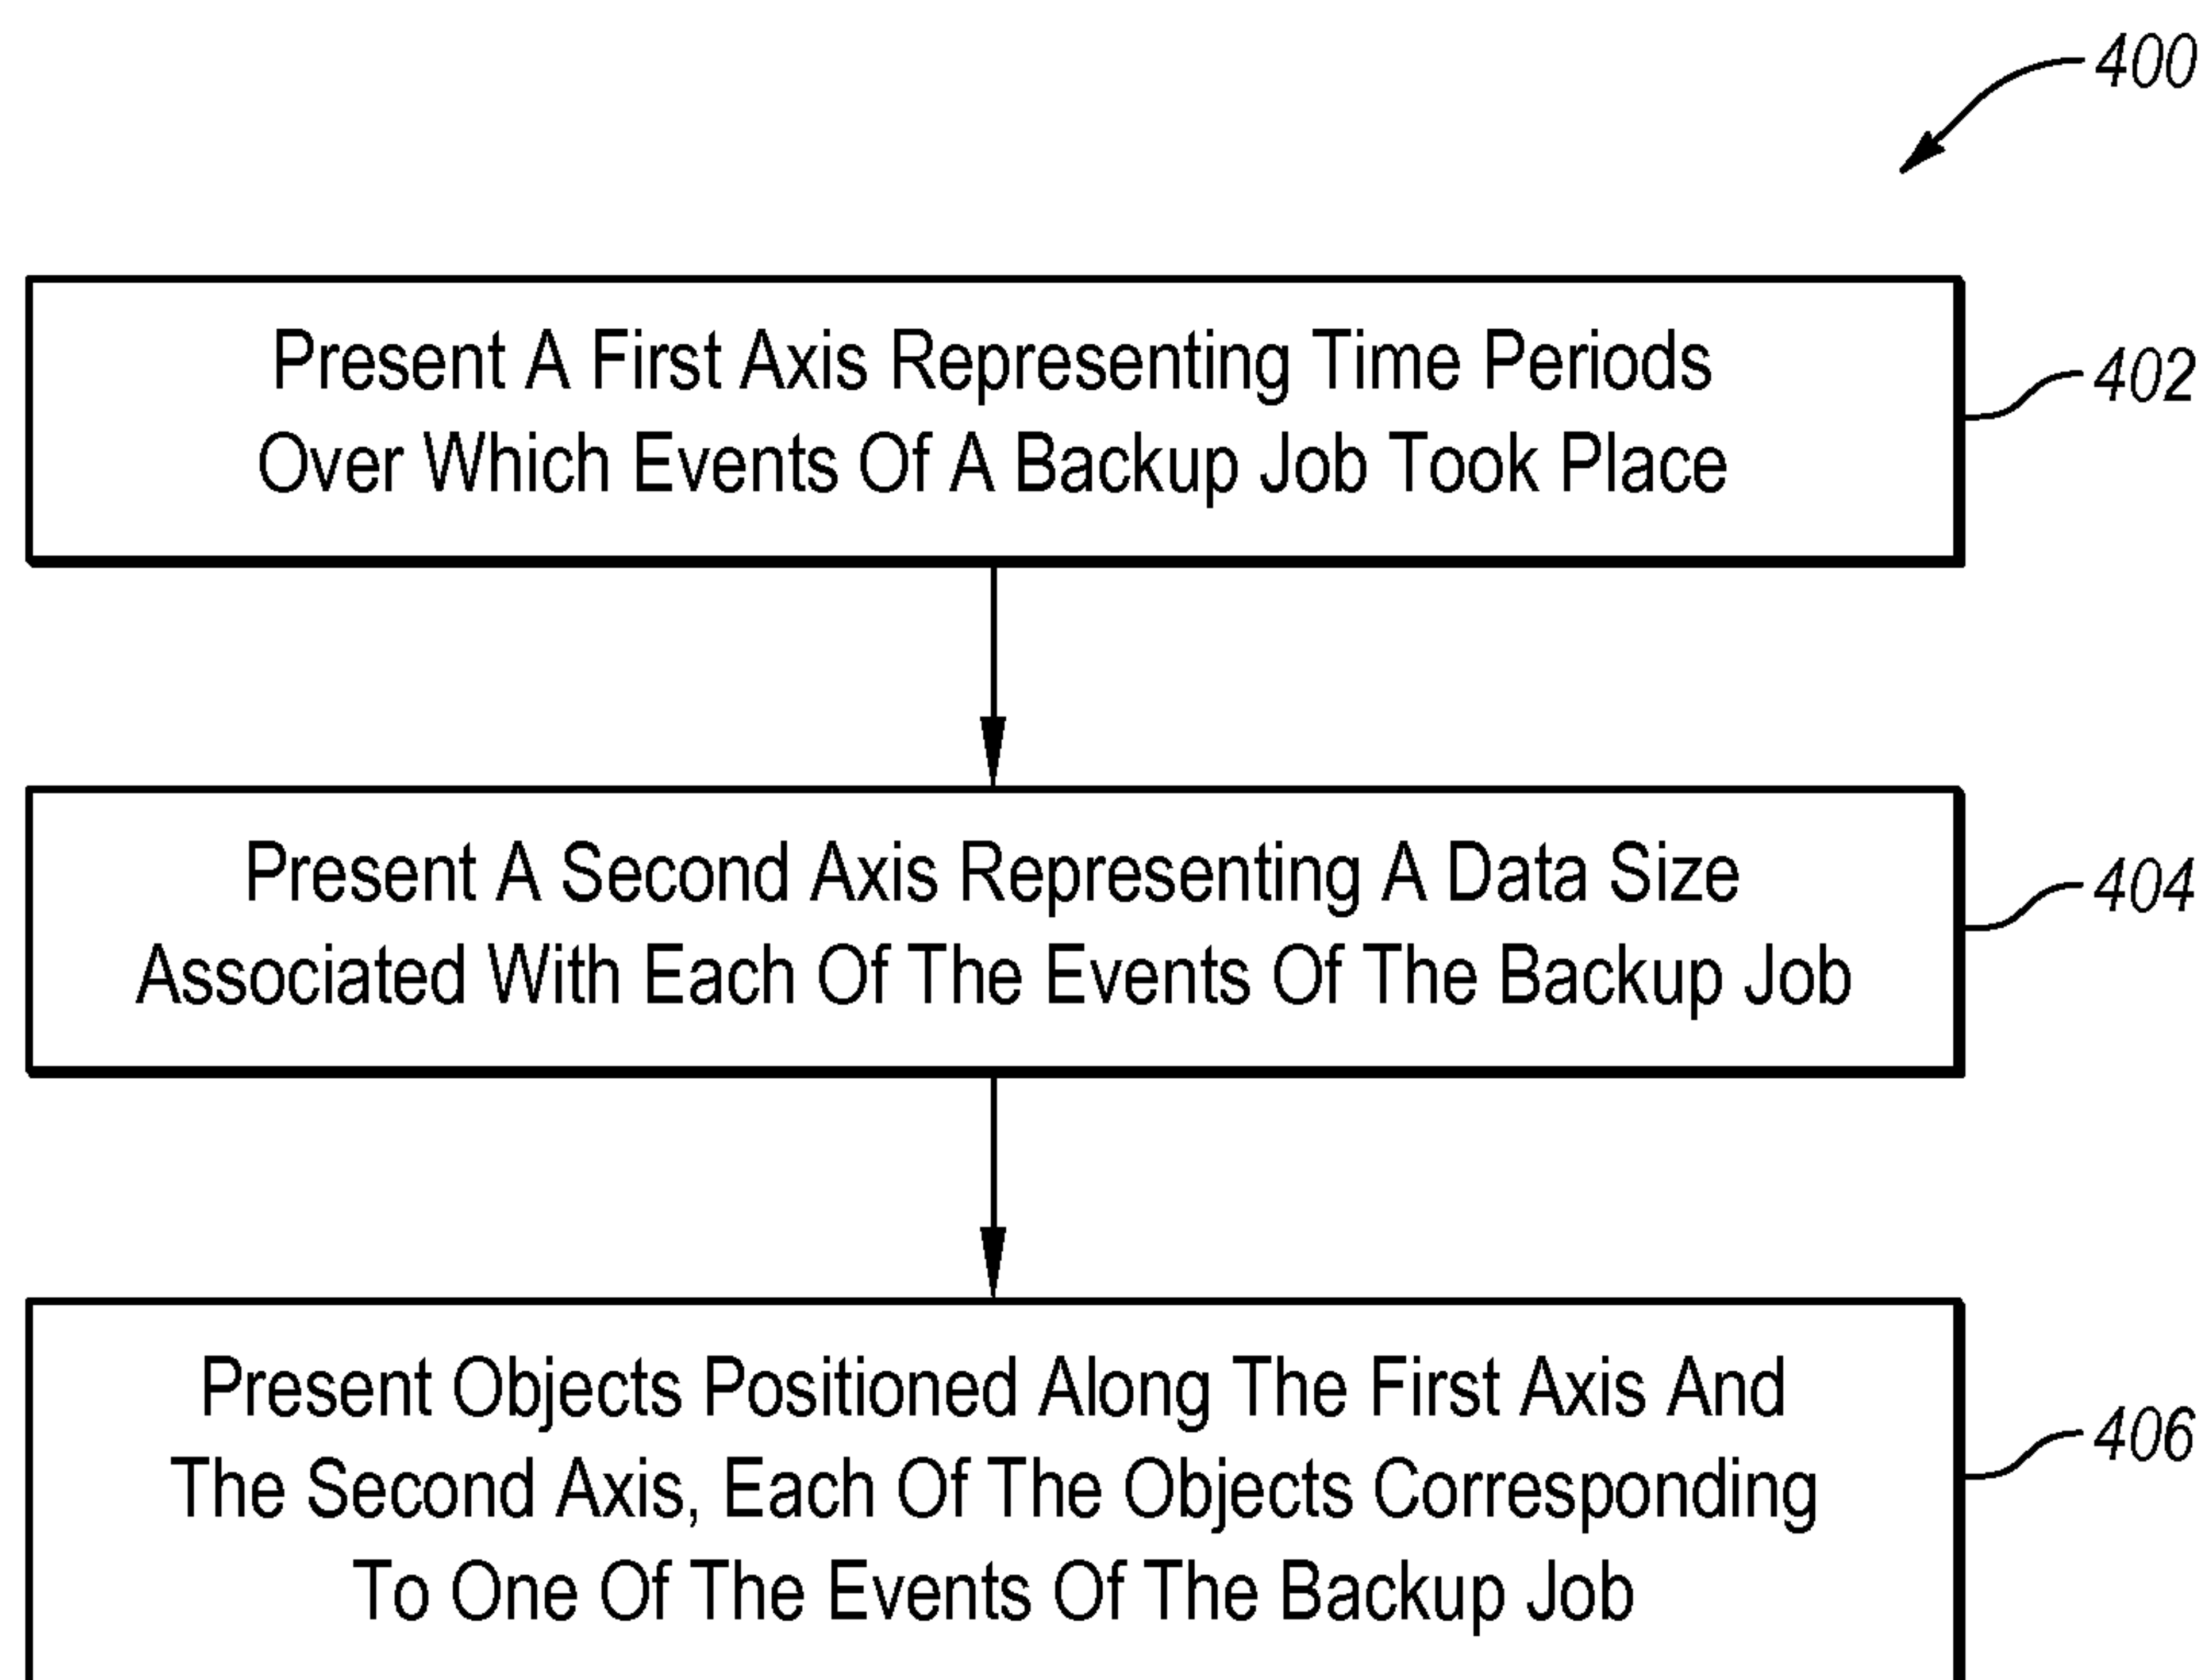 400
Present A First Axis Representing Time Periods
Over Which Events Of A Backup Job Took Place
402
Present A Second Axis Representing A Data Size
Associated With Each Of The Events Of The Backup Job
404
Present Objects Positioned Along The First Axis And
The Second Axis, Each Of The Objects Corresponding
To One Of The Events Of The Backup Job
406